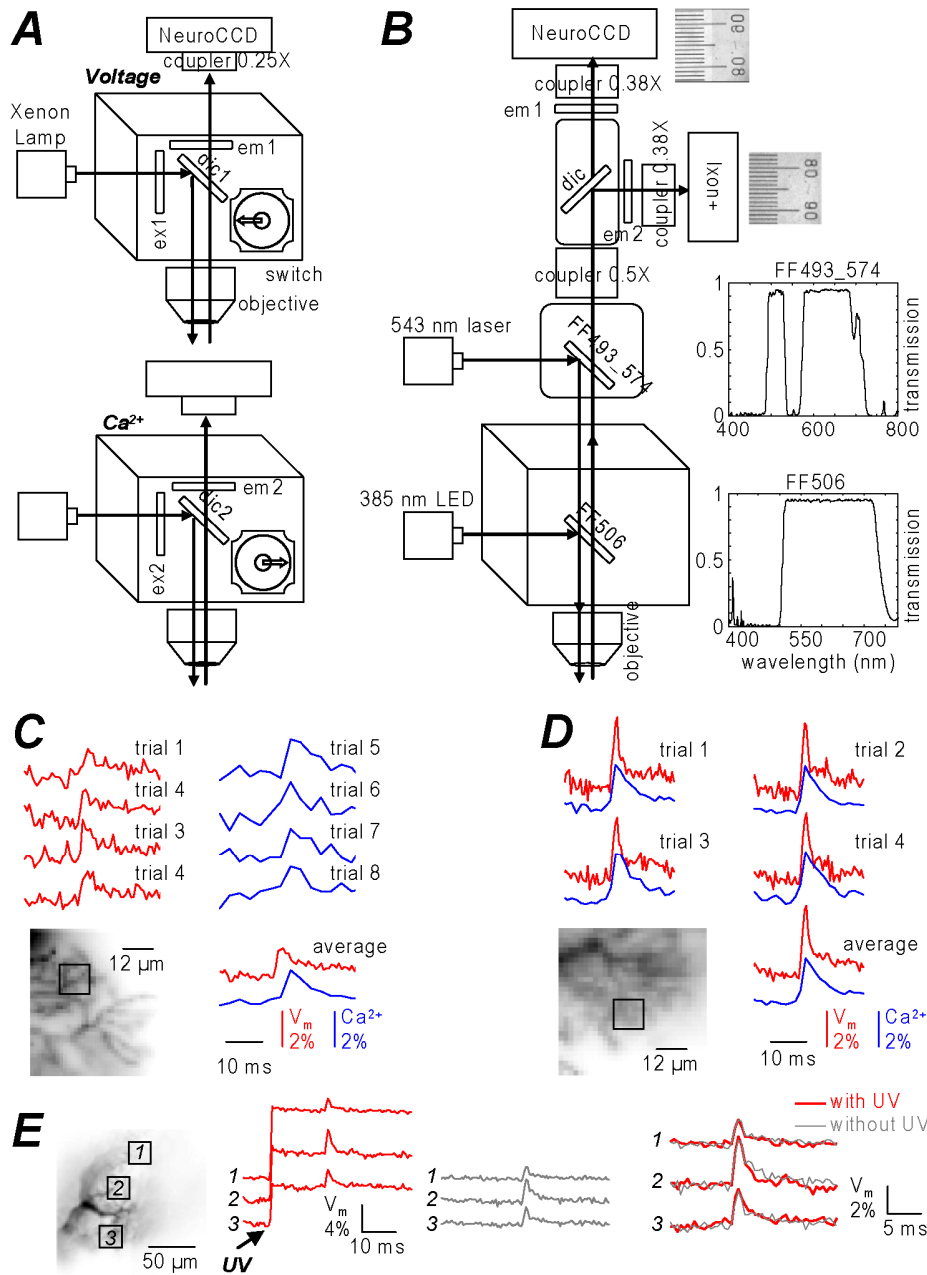 A
NeuroCCD
coupler 0.25X
Voltage
Xenon
Lamp
em1
dic1
ex1
switch
objective
Ca²⁺
em2
dic2
ex2
B
NeuroCCD
coupler 0.38X
em1
dic
em2
coupler 0.38X
Ixon+
60
80
80
90
coupler 0.5X
543 nm laser
FF493_574
385 nm LED
FF506
objective
FF493_574
1
0.5
0
400
600
800
transmission
FF506
1
0.5
0
400
550
700
transmission
wavelength (nm)
C
trial 1
trial 4
trial 3
trial 4
trial 5
trial 6
trial 7
trial 8
12 µm
average
10 ms
Vm
2%
Ca²⁺
2%
D
trial 1
trial 2
trial 3
trial 4
average
12 µm
10 ms
Vm
2%
Ca²⁺
2%
E
1
2
3
50 µm
1
2
3
UV
Vm
4%
10 ms
1
2
3
with UV
without UV
1
2
3
Vm
2%
5 ms